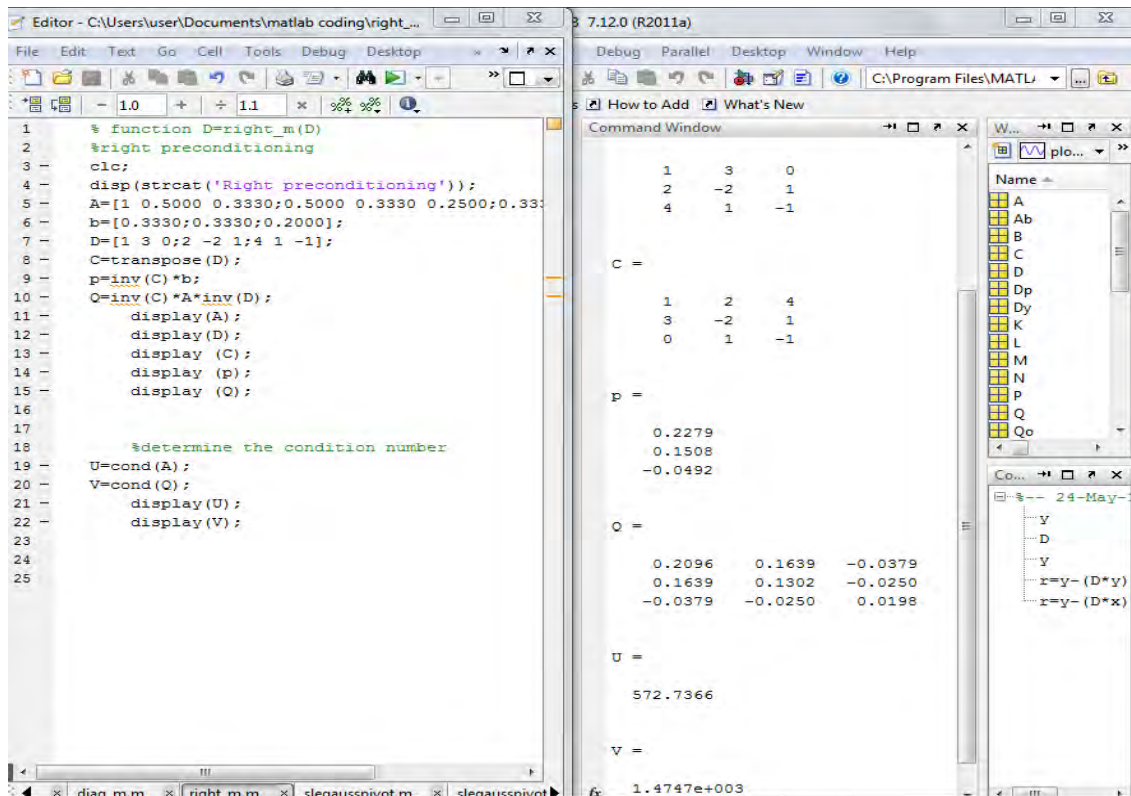 Editor - C:\Users\user\Documents\matlab coding\right_...
File Edit Text Go Cell Tools Debug Desktop »
»
- 1.0 + ÷ 1.1 ×
1 % function D=right_m(D)
2 %right preconditioning
3 - clc;
4 - disp(strcat('Right preconditioning'));
5 - A=[1 0.5000 0.3330;0.5000 0.3330 0.2500;0.33
6 - b=[0.3330;0.3330;0.2000];
7 - D=[1 3 0;2 -2 1;4 1 -1];
8 - C=transpose(D);
9 - p=inv(C)*b;
10 - Q=inv(C)*A*inv(D);
11 - display(A);
12 - display(D);
13 - display (C);
14 - display (p);
15 - display (Q);
16
17
18 %determine the condition number
19 - U=cond(A);
20 - V=cond(Q);
21 - display(U);
22 - display(V);
23
24
25
diag_m.m × right_m.m × slegausspivot.m × slegausspivot
7.12.0 (R2011a)
Debug Parallel Desktop Window Help
C:\Program Files\MATL
How to Add What's New
Command Window
1 3 0
2 -2 1
4 1 -1
C =
1 2 4
3 -2 1
0 1 -1
p =
0.2279
0.1508
-0.0492
Q =
0.2096 0.1639 -0.0379
0.1639 0.1302 -0.0250
-0.0379 -0.0250 0.0198
U =
572.7366
V =
1.4747e+003
fx
W...
plo... »
Name
A
Ab
B
C
D
Dp
Dy
K
L
M
N
P
Q
Qo
Co...
%-- 24-May-
y
D
y
r=y-(D*y)
r=y-(D*x)